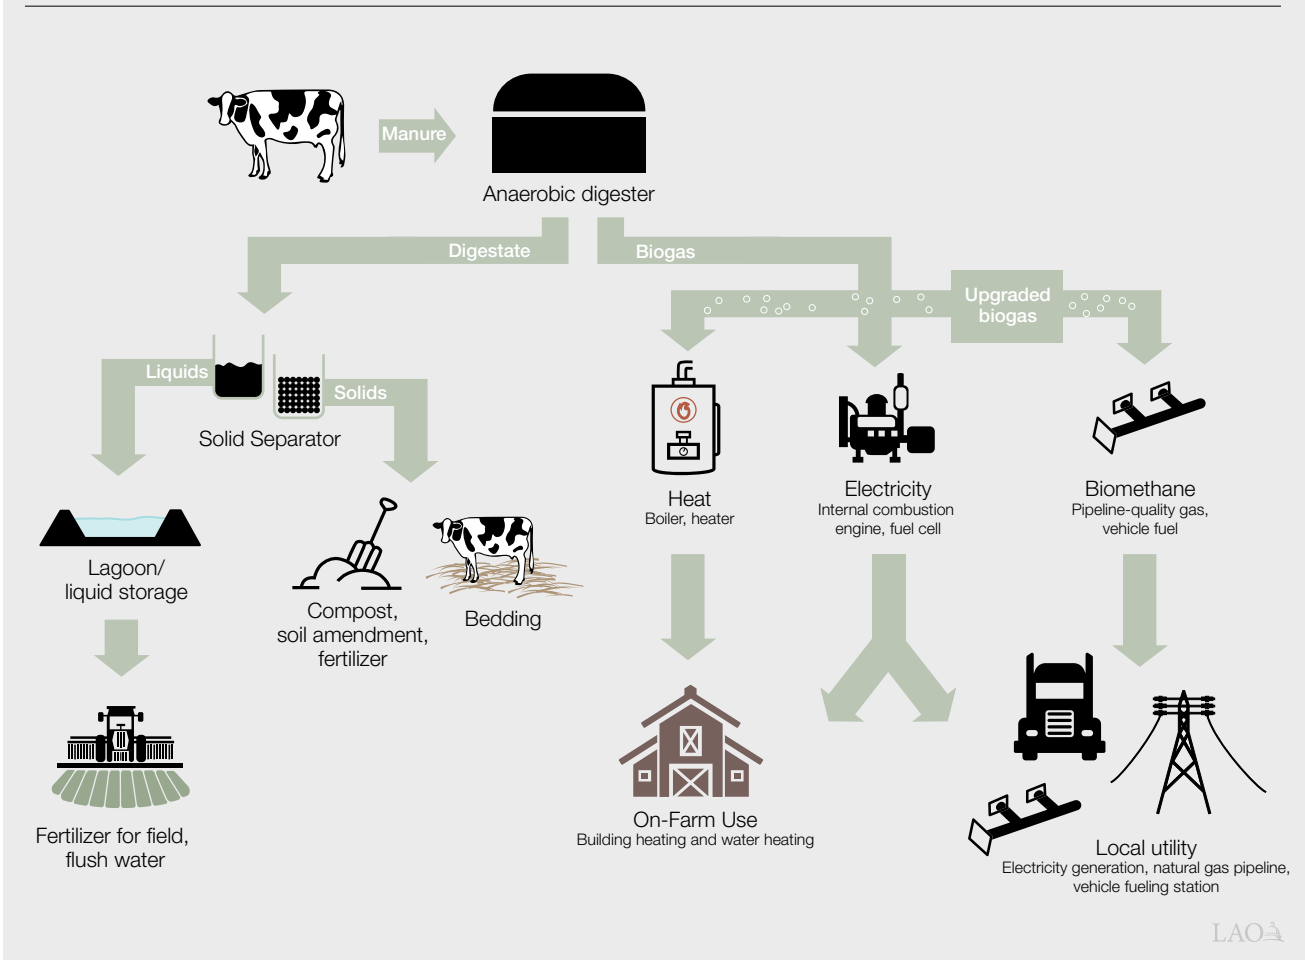 Manure
Anaerobic digester
Digestate
Biogas
Upgraded
biogas
Liquids
Solids
Solid Separator
Heat
Boiler, heater
Electricity
Internal combustion
engine, fuel cell
Biomethane
Pipeline-quality gas,
vehicle fuel
Lagoon/
liquid storage
Compost,
soil amendment,
fertilizer
Bedding
Fertilizer for field,
flush water
On-Farm Use
Building heating and water heating
Local utility
Electricity generation, natural gas pipeline,
vehicle fueling station
LAO